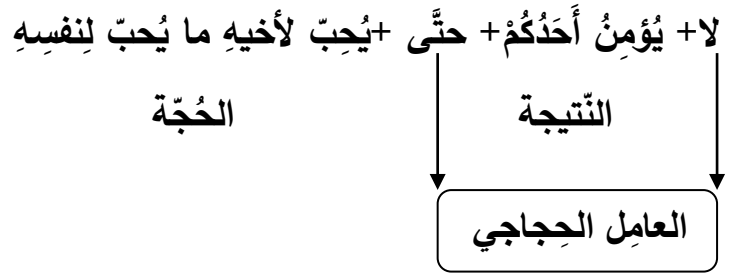 لا+ يُؤمِنُ أَحَدُكُمْ+ حتَّى +يُحِبّ لأخيهِ ما يُحبّ لِنفسِهِ
النّتيجة الحُجّة
العامِل الحِجاجي